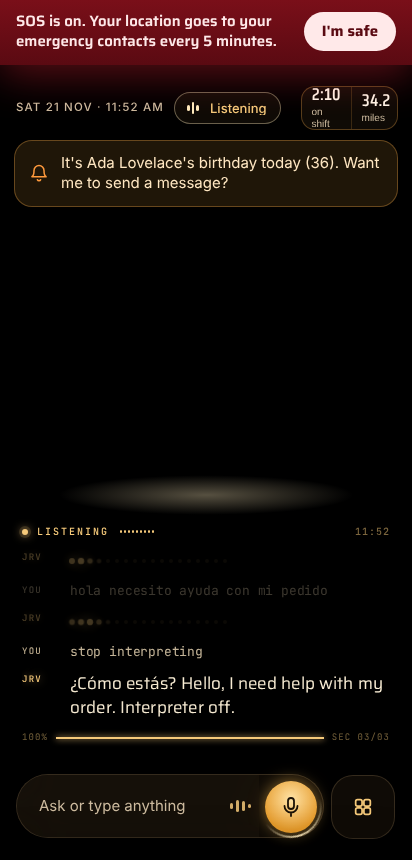 SOS is on. Your location goes to your
emergency contacts every 5 minutes.
I'm safe
SAT 21 NOV · 11:52 AM
Listening
2:10
on
shift
34.2
miles
It's Ada Lovelace's birthday today (36). Want
me to send a message?
LISTENING
11:52
JRV
YOU
hola necesito ayuda con mi pedido
JRV
YOU
stop interpreting
JRV
¿Cómo estás? Hello, I need help with my
order. Interpreter off.
100%
SEC 03/03
Ask or type anything